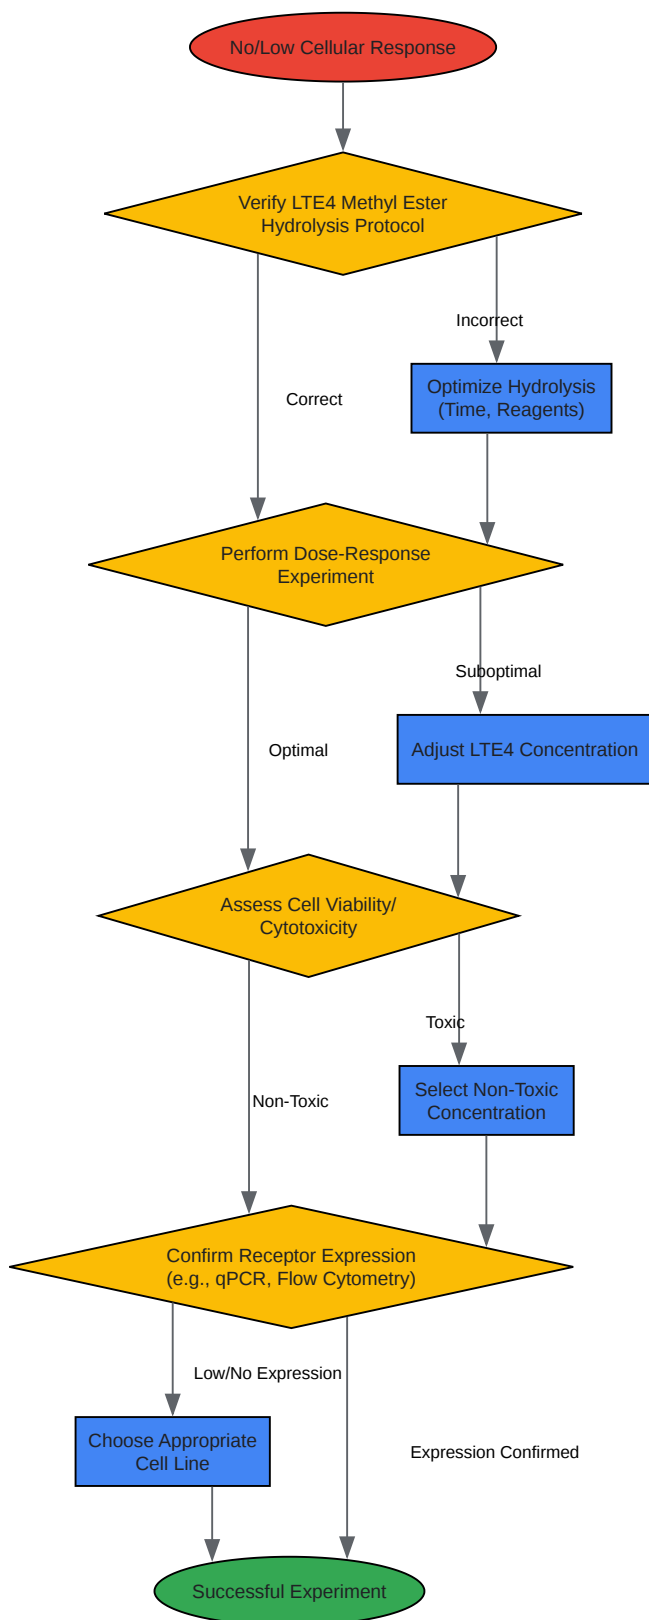 No/Low Cellular Response
Verify LTE4 Methyl Ester
Hydrolysis Protocol
Incorrect
Optimize Hydrolysis
(Time, Reagents)
Correct
Perform Dose-Response
Experiment
Suboptimal
Adjust LTE4 Concentration
Optimal
Assess Cell Viability/
Cytotoxicity
Toxic
Select Non-Toxic
Concentration
Non-Toxic
Confirm Receptor Expression
(e.g., qPCR, Flow Cytometry)
Low/No Expression
Choose Appropriate
Cell Line
Expression Confirmed
Successful Experiment